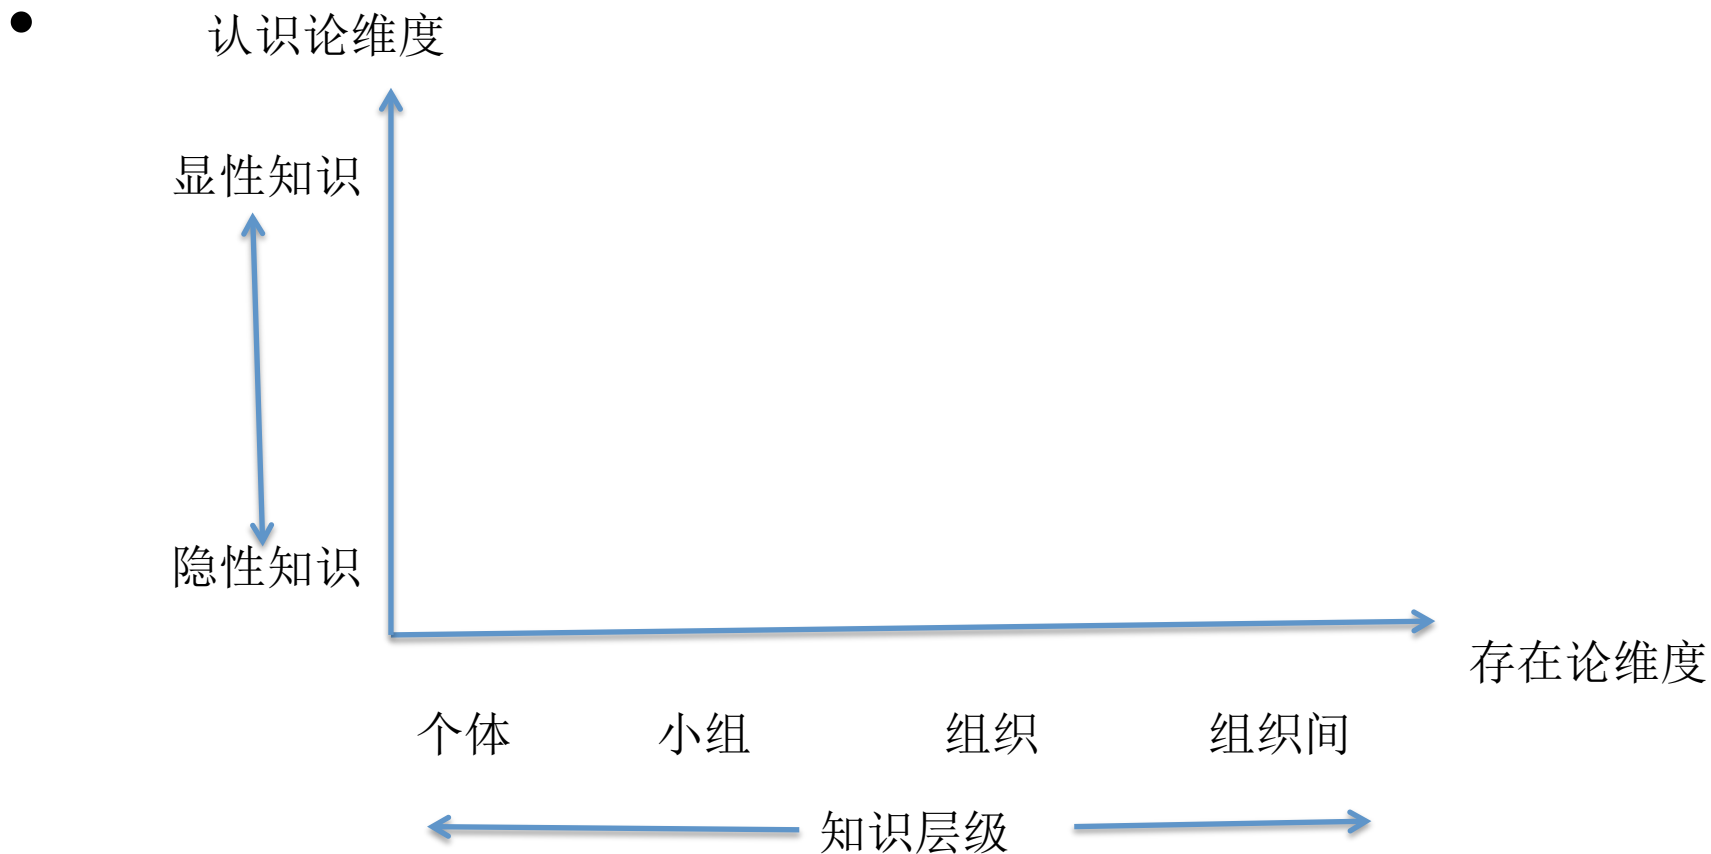 • 认识论维度
显性知识
隐性知识
存在论维度
个体 小组 组织 组织间
知识层级